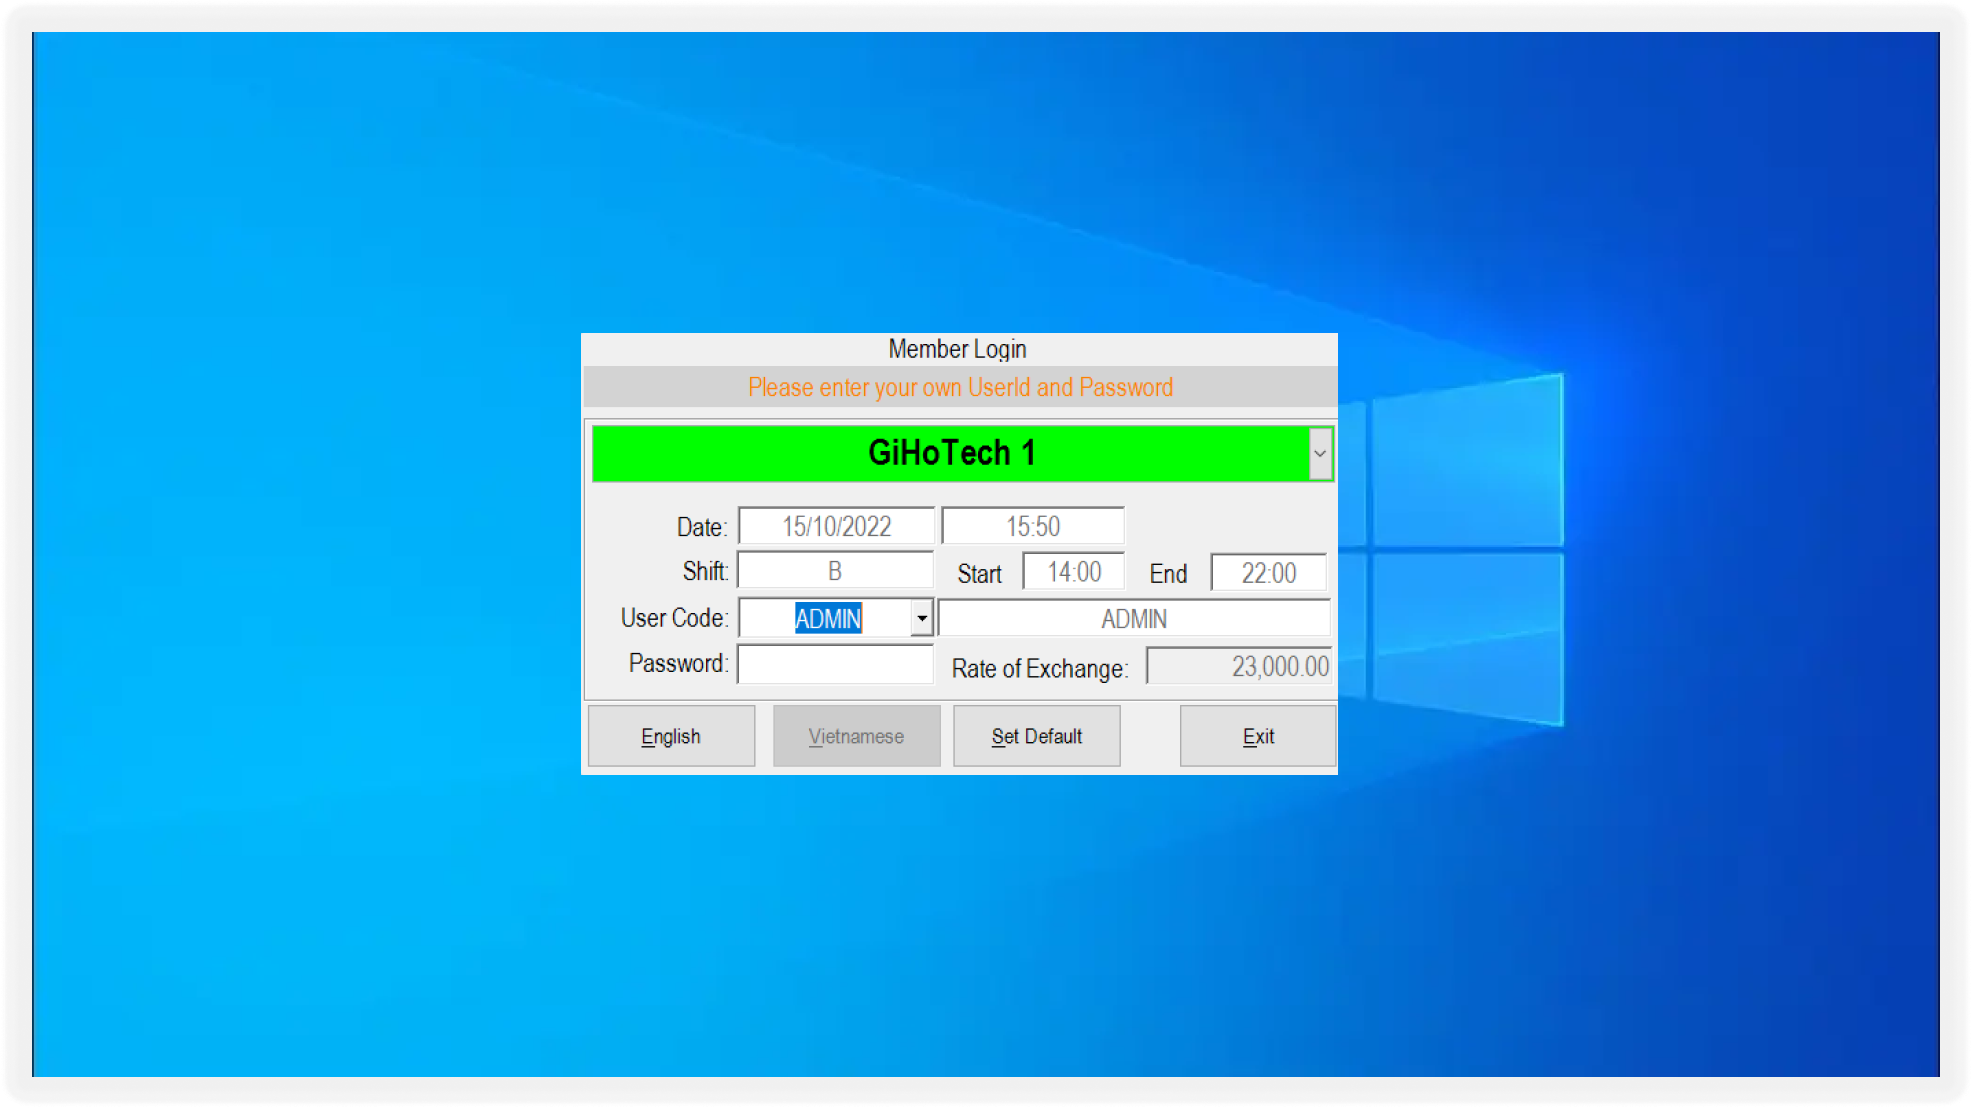 Member Login
Please enter your own UserId and Password
GiHoTech 1
Date: 15/10/2022 15:50
Shift: B Start 14:00 End 22:00
User Code: ADMIN ADMIN
Password: Rate of Exchange: 23,000.00
English Vietnamese Set Default Exit